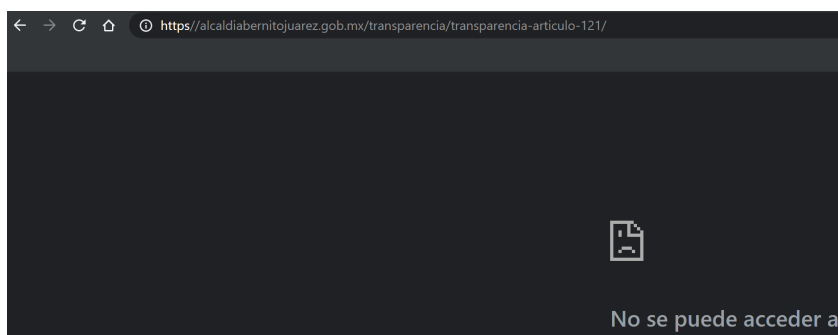 https//alcaldiabernitojuarez.gob.mx/transparencia/transparencia-articulo-121/
No se puede acceder a